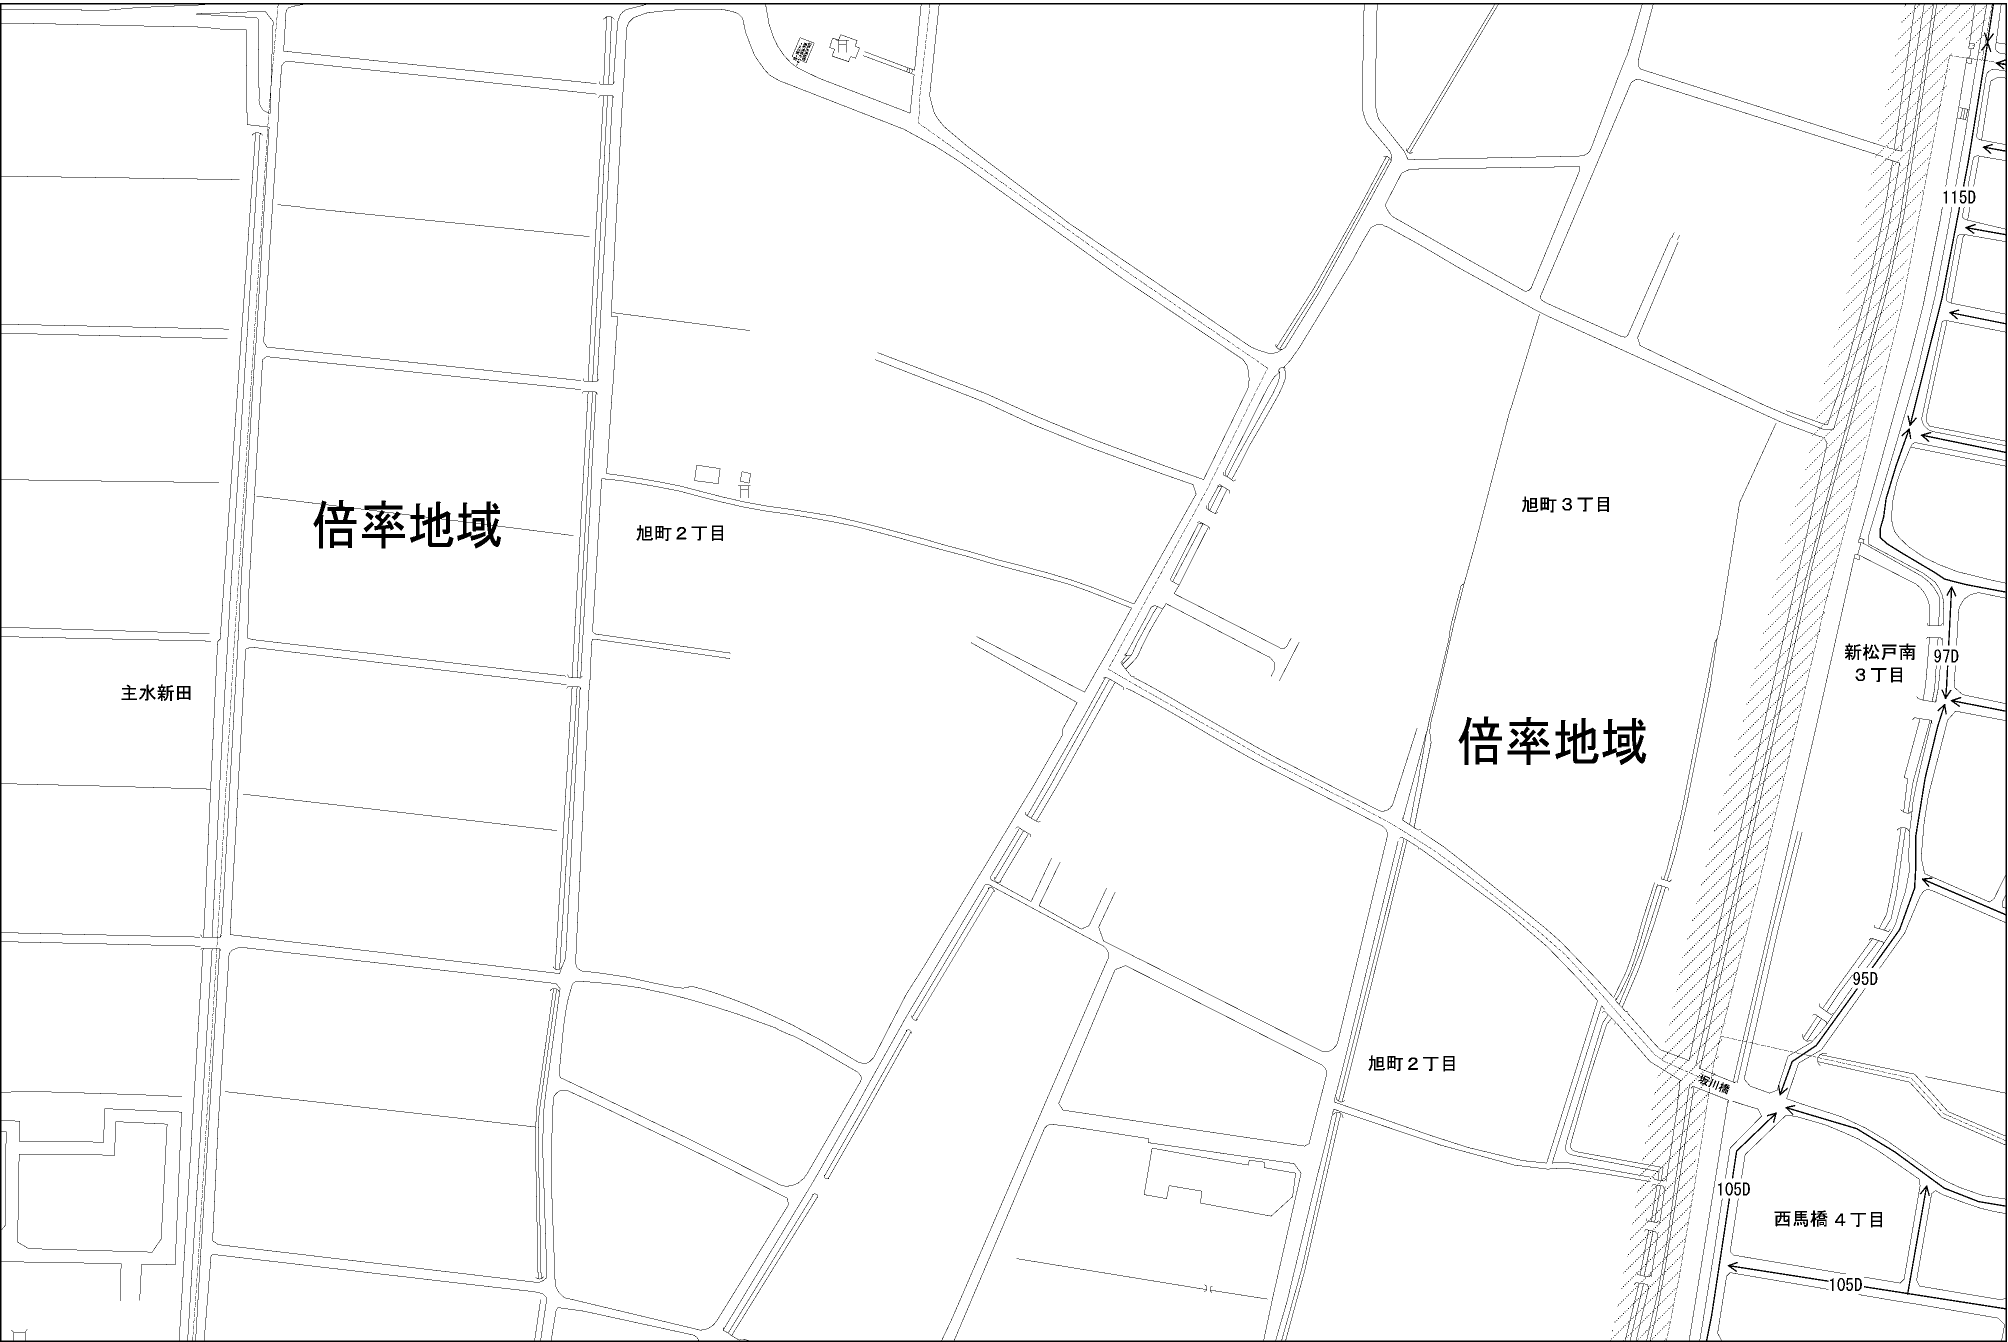 115D
旭町３丁目
倍率地域
旭町２丁目
新松戸南
３丁目
97D
主水新田
倍率地域
95D
旭町２丁目
坂川橋
105D
西馬橋４丁目
105D